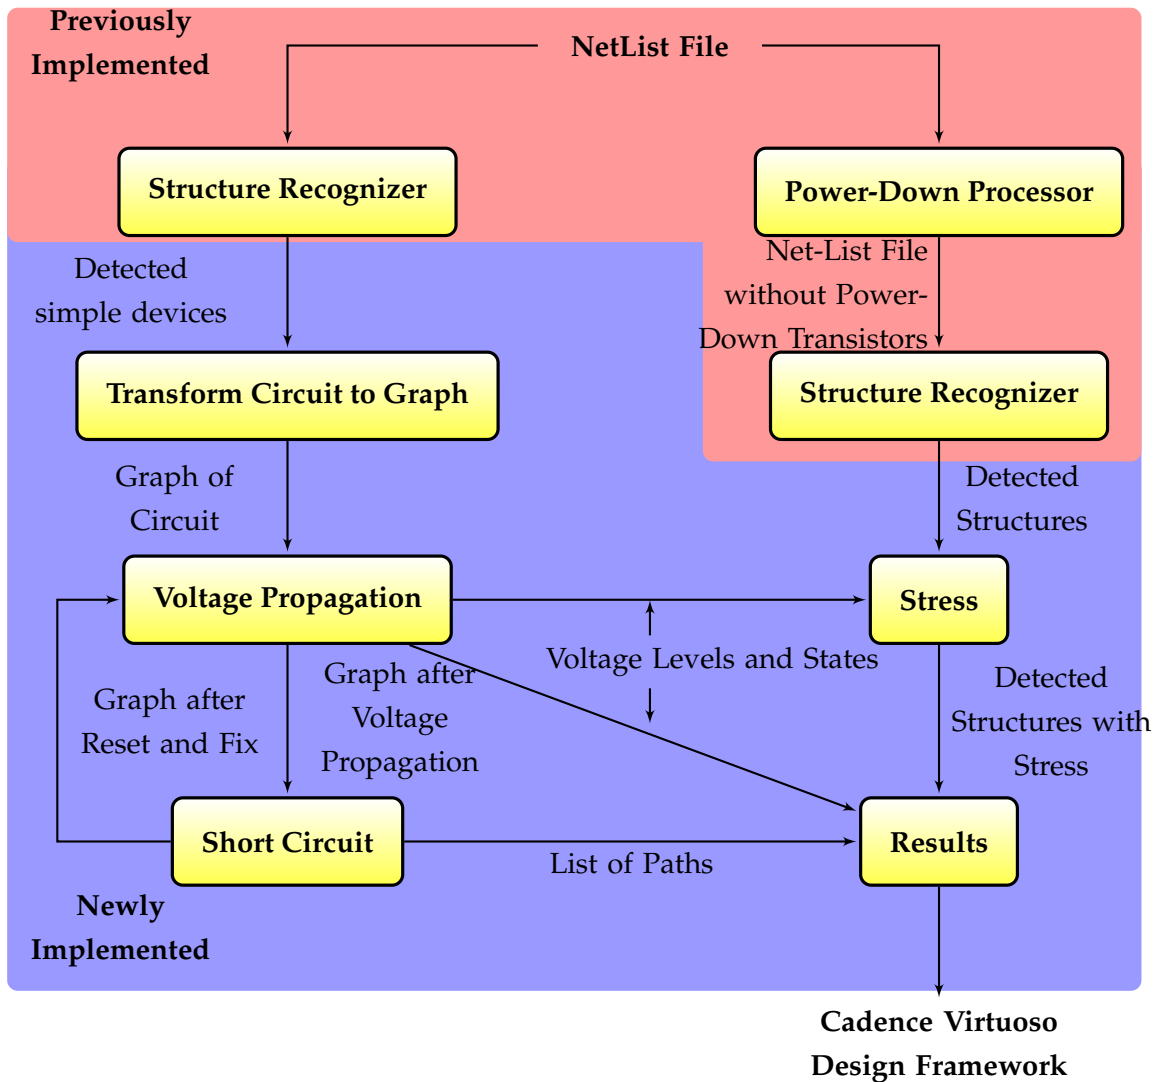 Previously
Implemented
NetList File
Structure Recognizer
Power-Down Processor
Detected
simple devices
Net-List File
without Power-
Down Transistors
Transform Circuit to Graph
Structure Recognizer
Graph of
Circuit
Detected
Structures
Voltage Propagation
Stress
Graph after
Reset and Fix
Graph after
Voltage
Propagation
Voltage Levels and States
Detected
Structures with
Stress
Short Circuit
List of Paths
Results
Newly
Implemented
Cadence Virtuoso
Design Framework